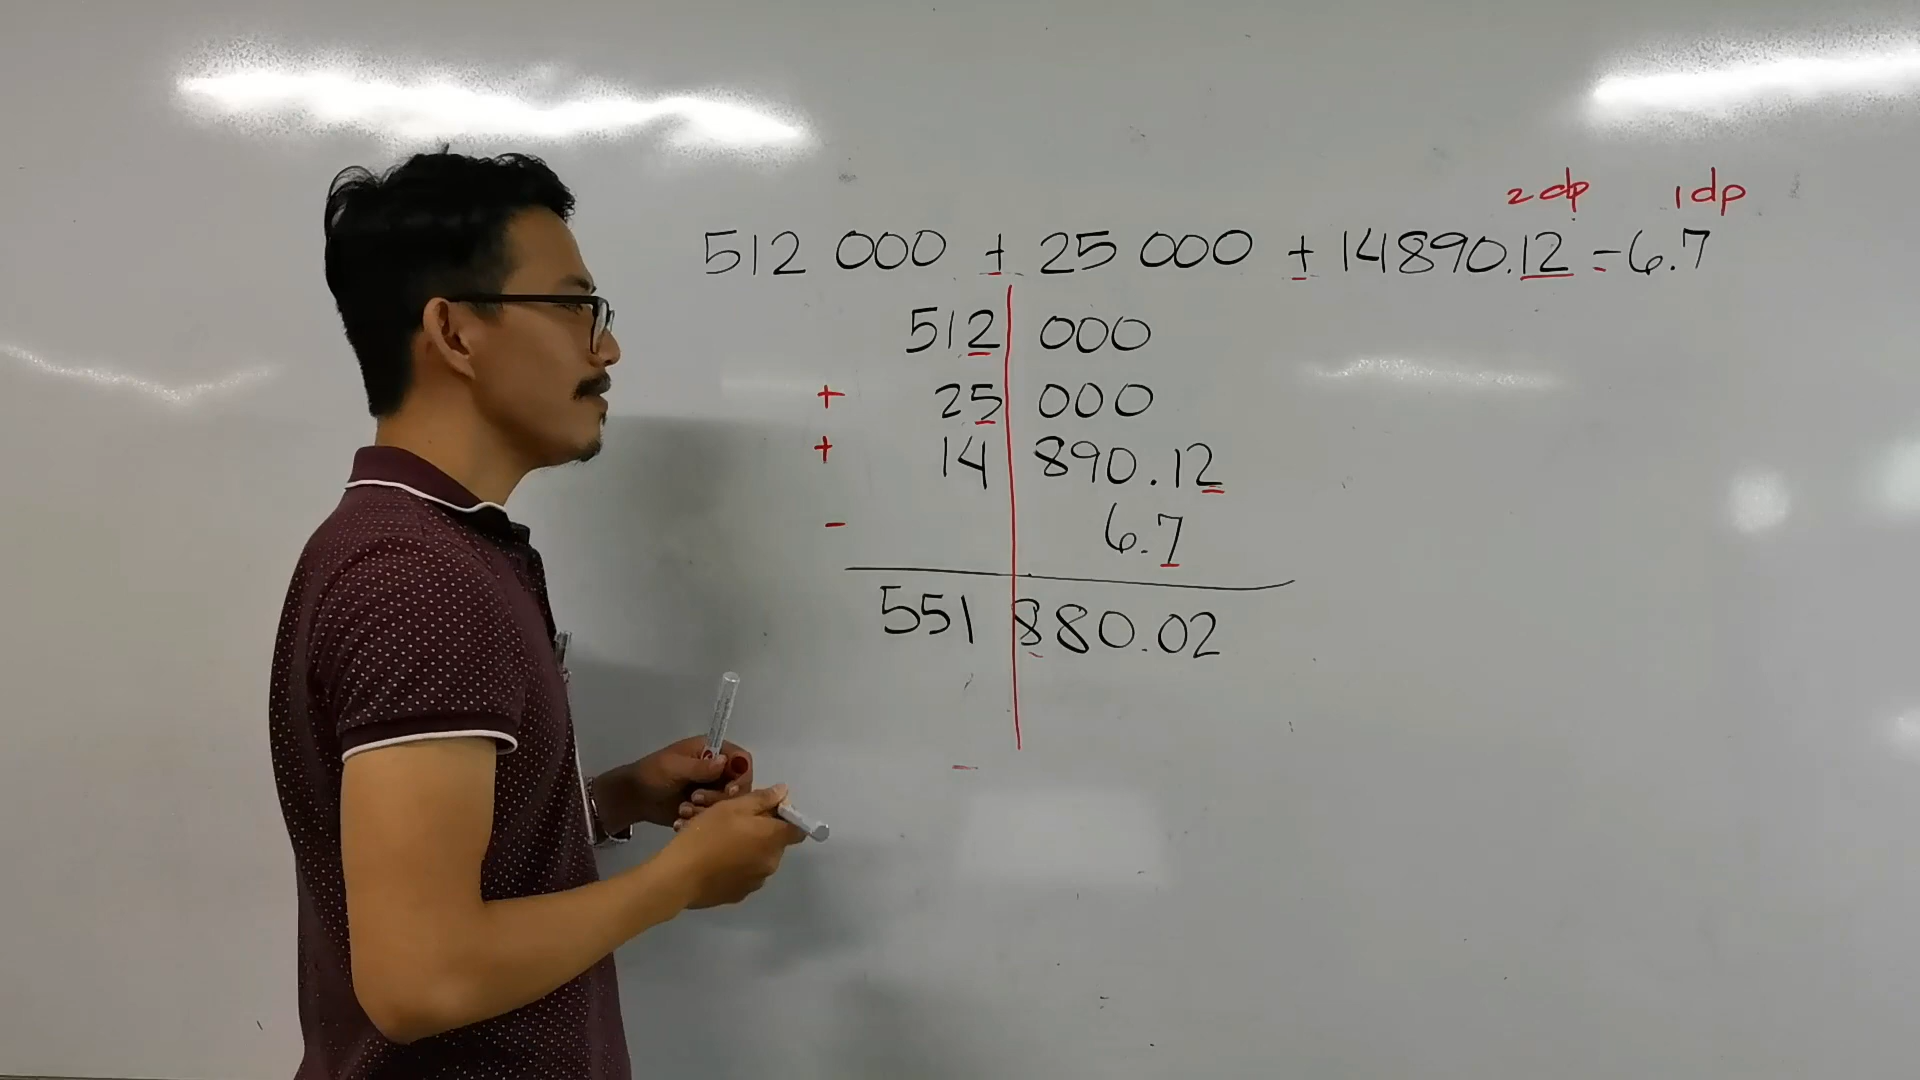 2dp 1dp
512 000 + 25 000 + 14890.12 - 6.7
512 000
+ 25 000
+ 14 890.12
- 6.7
551 880.02
-